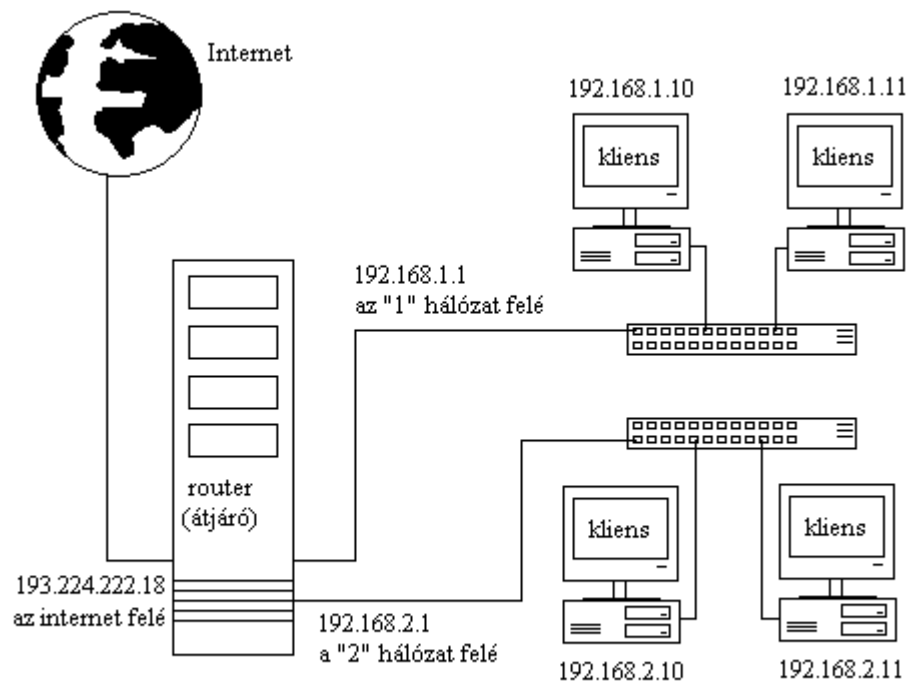 Internet
192.168.1.10
192.168.1.11
kliens
kliens
192.168.1.1
az "1" hálózat felé
router
(átjáró)
193.224.222.18
az internet felé
192.168.2.1
a "2" hálózat felé
kliens
kliens
192.168.2.10
192.168.2.11